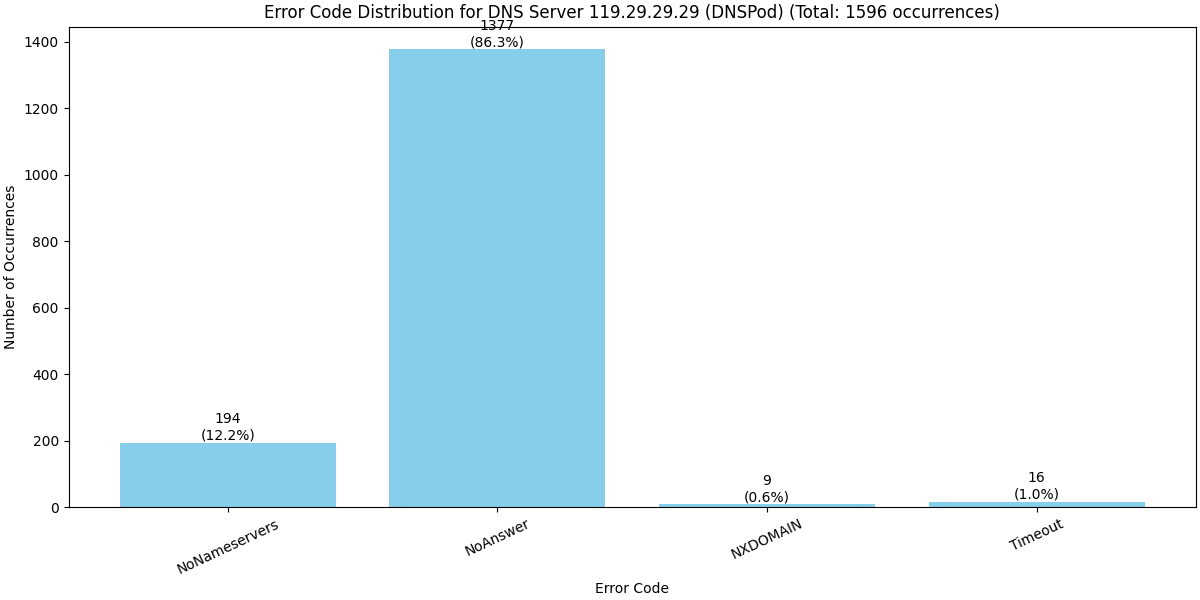 Error Code Distribution for DNS Server 119.29.29.29 (DNSPod) (Total: 1596 occurrences)
1377
(86.3%)
1400
1200
1000
800
600
400
200
0
Number of Occurrences
194
(12.2%)
9
(0.6%)
16
(1.0%)
NoNameservers
NoAnswer
NXDOMAIN
Timeout
Error Code